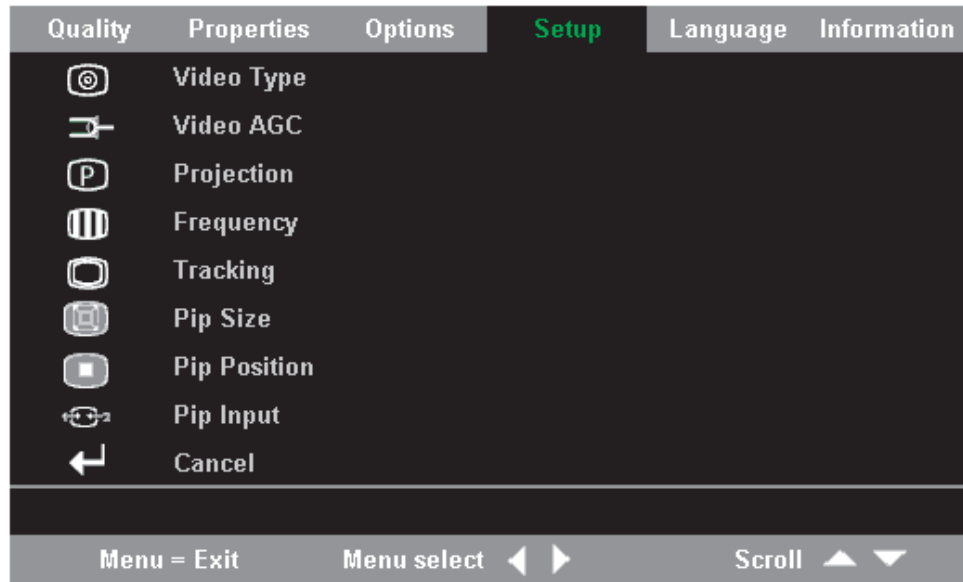 Quality Properties Options Setup Language Information
Video Type
Video AGC
P Projection
Frequency
Tracking
Pip Size
Pip Position
Pip Input
Cancel
Menu = Exit Menu select Scroll